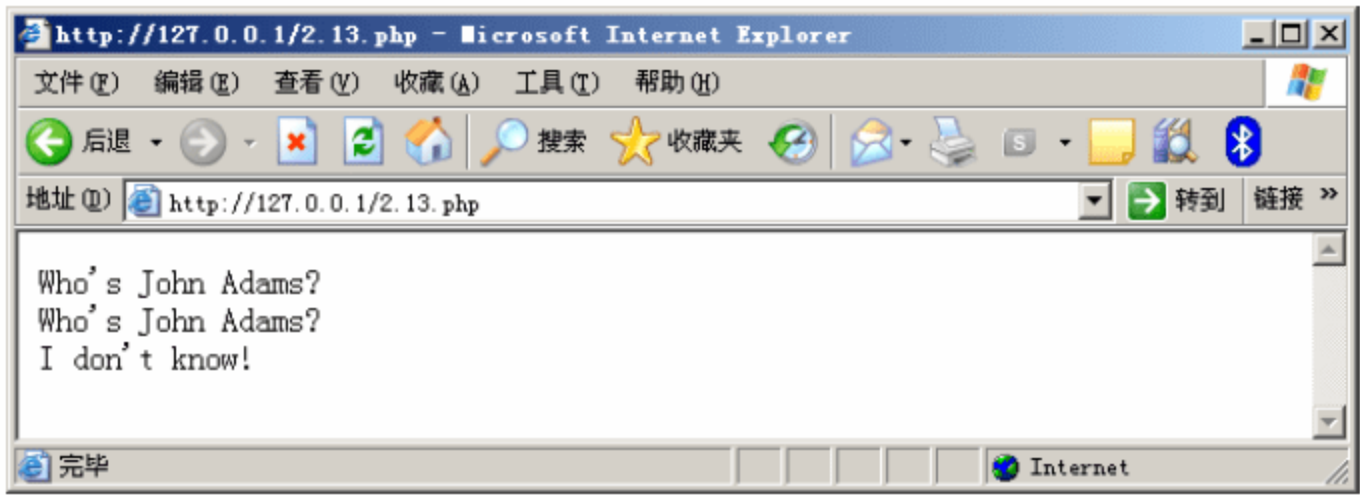 http://127.0.0.1/2.13.php - Microsoft Internet Explorer
文件(F) 编辑(E) 查看(V) 收藏(A) 工具(T) 帮助(H)
后退 搜索 收藏夹 S
地址(D) http://127.0.0.1/2.13.php 转到 链接 »
Who's John Adams?
Who's John Adams?
I don't know!
完毕 Internet